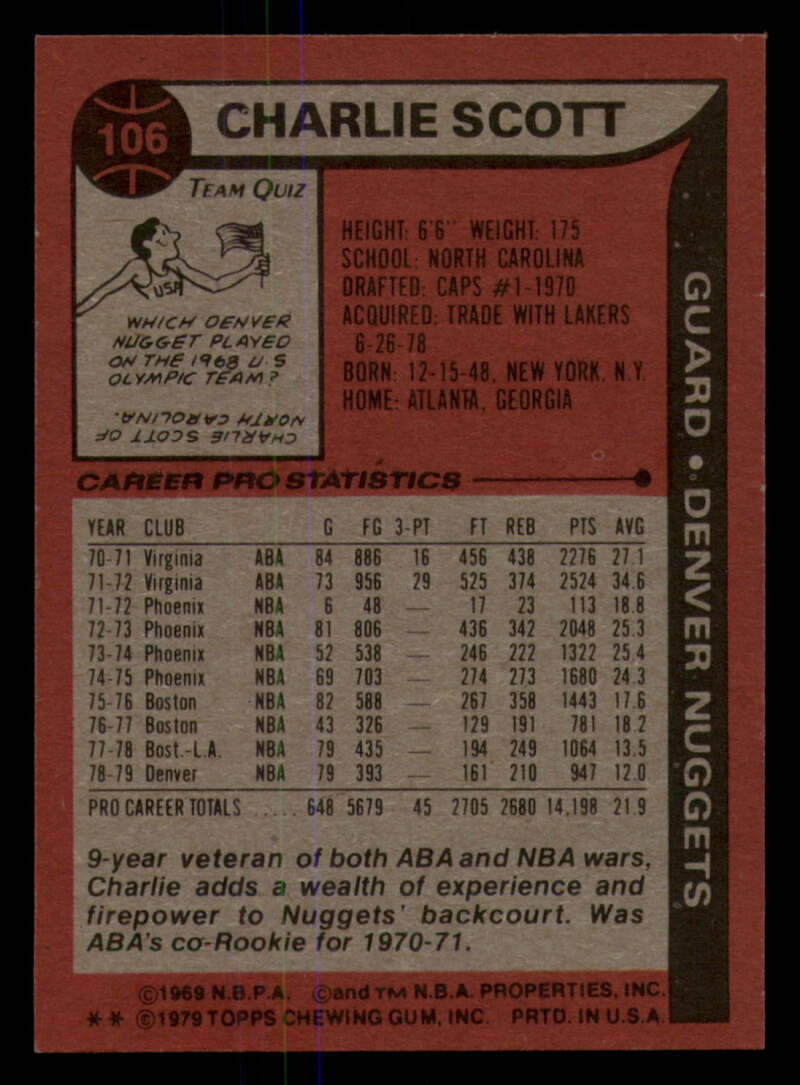 106
CHARLIE SCOTT
TEAM QUIZ
USA
WHICH DENVER
NUGGET PLAYED
ON THE 1968 U.S
OLYMPIC TEAM?
CHARLIE SCOTT OF
NORTH CAROLINA.
HEIGHT: 6'6" WEIGHT: 175
SCHOOL: NORTH CAROLINA
DRAFTED: CAPS #1-1970
ACQUIRED: TRADE WITH LAKERS
6-26-78
BORN: 12-15-48, NEW YORK, N.Y.
HOME: ATLANTA, GEORGIA
GUARD • DENVER NUGGETS
CAREER PRO STATISTICS
YEAR CLUB G FG 3-PT FT REB PTS AVG
70-71 Virginia ABA 84 886 16 456 438 2276 27.1
71-72 Virginia ABA 73 956 29 525 374 2524 34.6
71-72 Phoenix NBA 6 48 — 17 23 113 18.8
72-73 Phoenix NBA 81 806 — 436 342 2048 25.3
73-74 Phoenix NBA 52 538 — 246 222 1322 25.4
74-75 Phoenix NBA 69 703 — 274 273 1680 24.3
75-76 Boston NBA 82 588 — 267 358 1443 17.6
76-77 Boston NBA 43 326 — 129 191 781 18.2
77-78 Bost.-L.A. NBA 79 435 — 194 249 1064 13.5
78-79 Denver NBA 79 393 — 161 210 947 12.0
PRO CAREER TOTALS ..... 648 5679 45 2705 2680 14,198 21.9
9-year veteran of both ABA and NBA wars,
Charlie adds a wealth of experience and
firepower to Nuggets' backcourt. Was
ABA's co-Rookie for 1970-71.
©1969 N.B.P.A. ©and TM N.B.A. PROPERTIES, INC.
** ©1979 TOPPS CHEWING GUM, INC. PRTD. IN U.S.A.